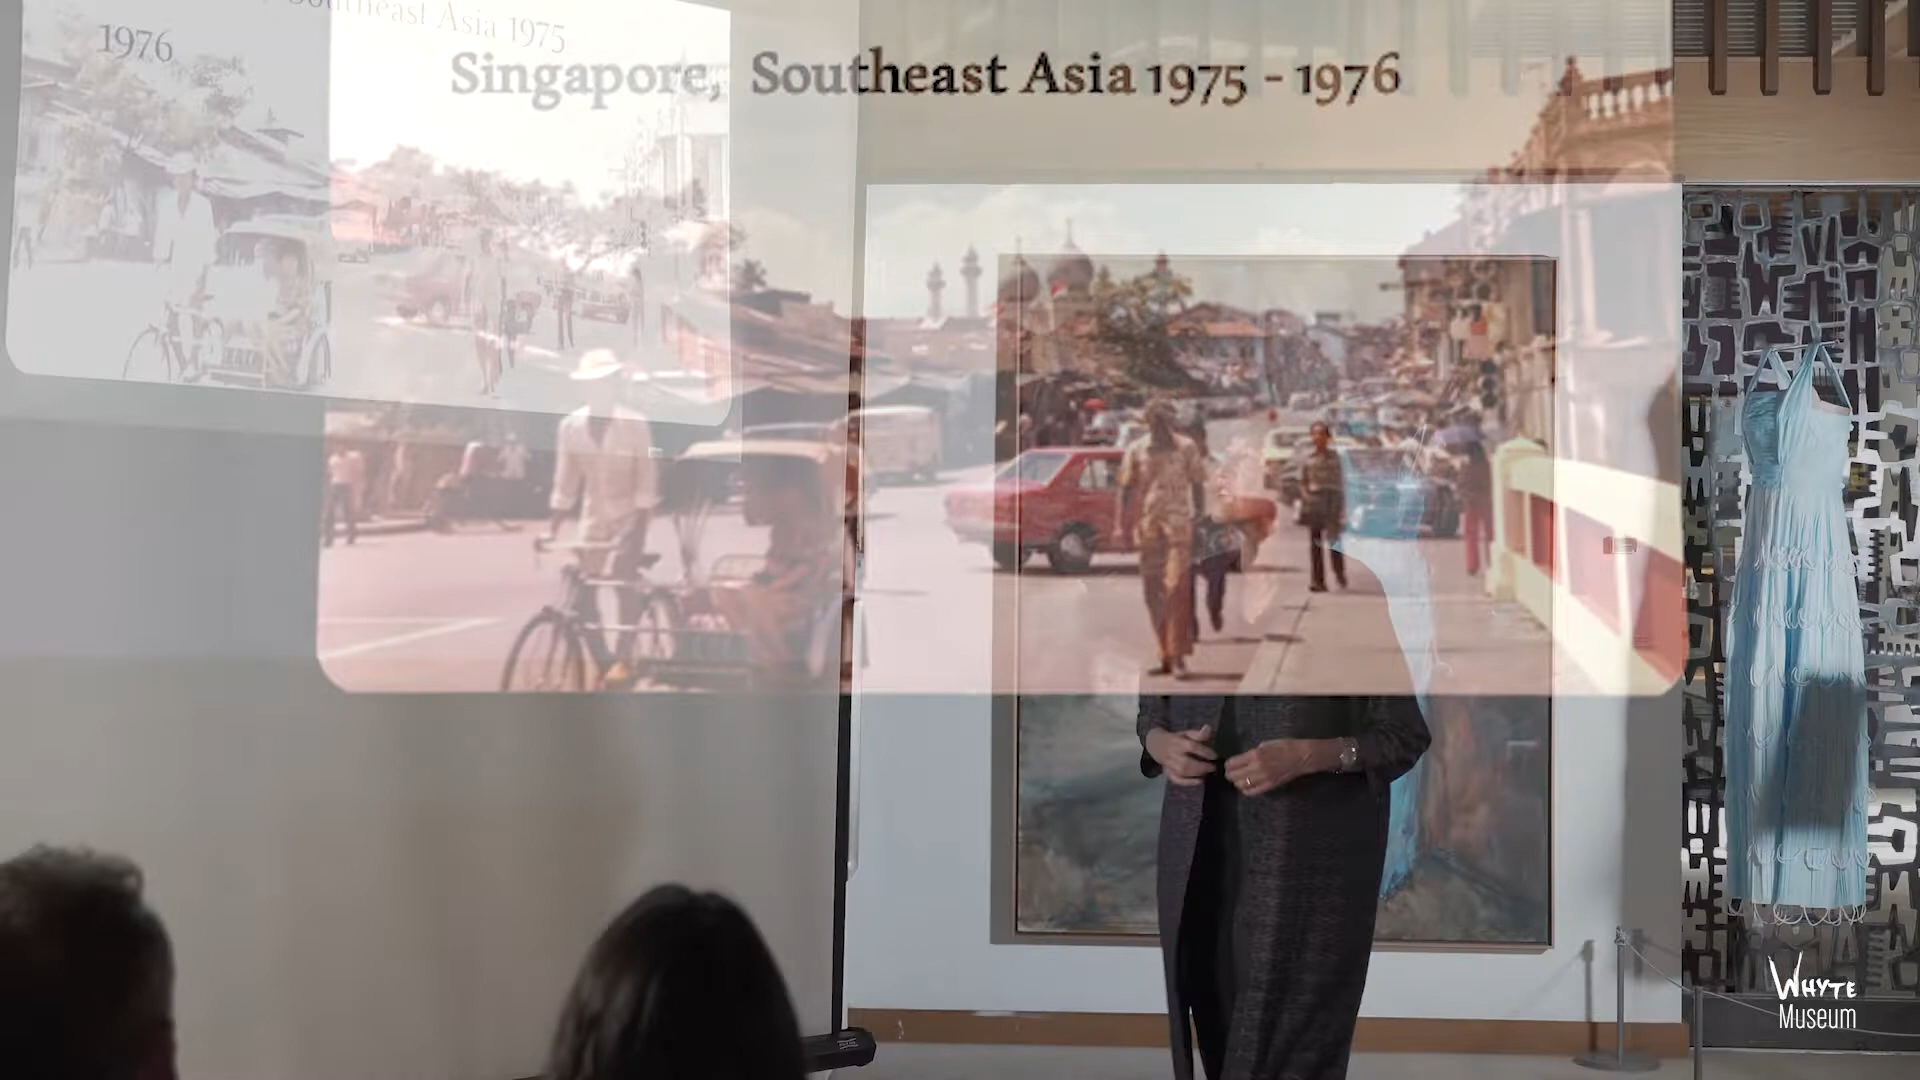 Southeast Asia 1975
1976
Singapore, Southeast Asia 1975 - 1976
WHYTE
Museum